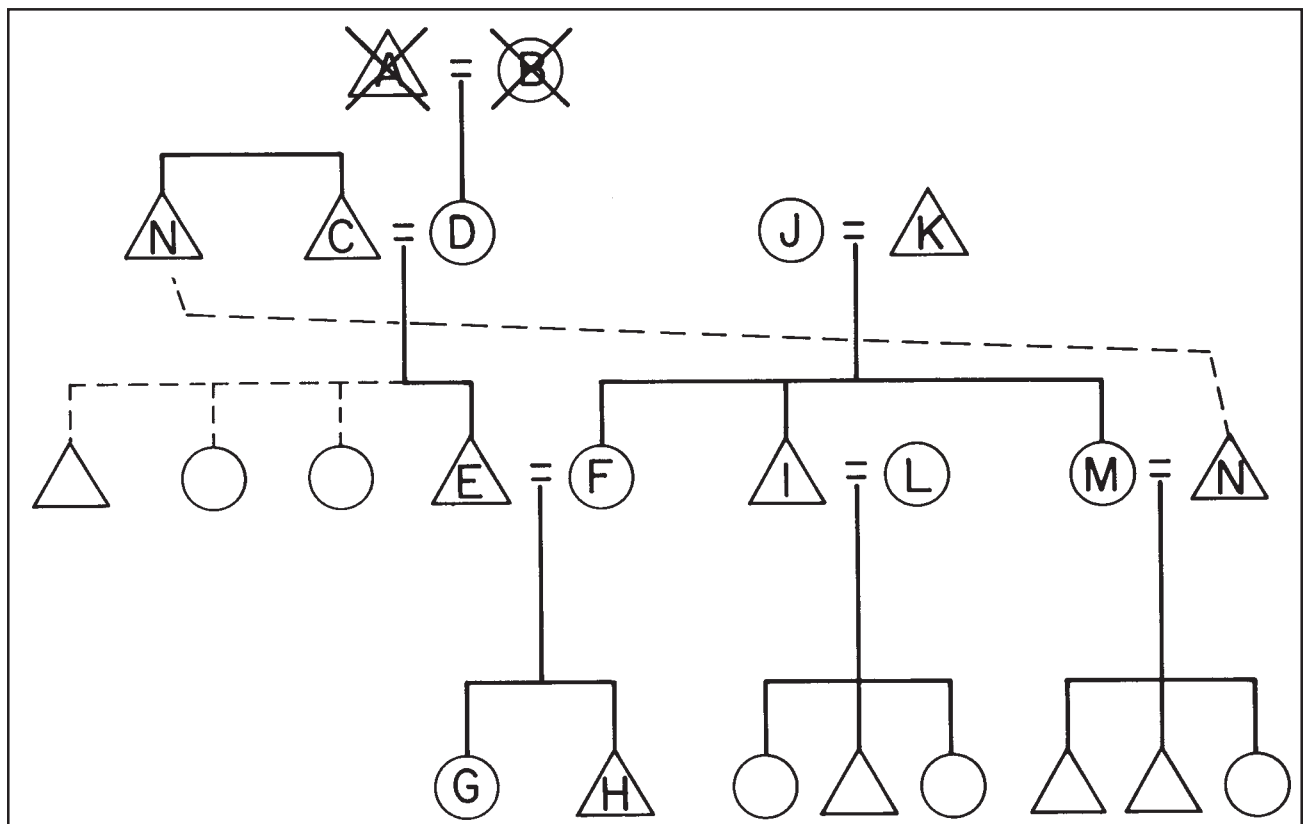 A = B
N C = D J = K
E = F I = L M = N
G H